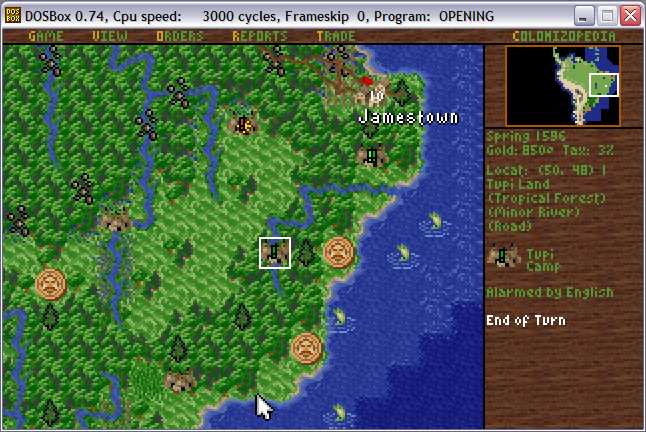 DOSBox 0.74, Cpu speed: 3000 cycles, Frameskip 0, Program: OPENING
GAME VIEW ORDERS REPORTS TRADE COLONIZOPEDIA
Jamestown
Spring 1596
Gold: 850 Tax: 3%
Locat: (50, 48) 1
Tupi Land
(Tropical Forest)
(Minor River)
(Road)
Tupi
Camp
Alarmed by English
End of Turn